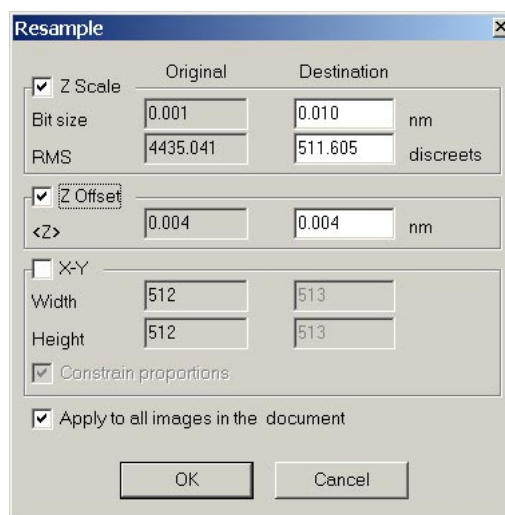 Resample
Original Destination
Z Scale
Bit size 0.001 0.010 nm
RMS 4435.041 511.605 discreets
Z Offset
<Z> 0.004 0.004 nm
X-Y
Width 512 513
Height 512 513
Constrain proportions
Apply to all images in the document
OK Cancel